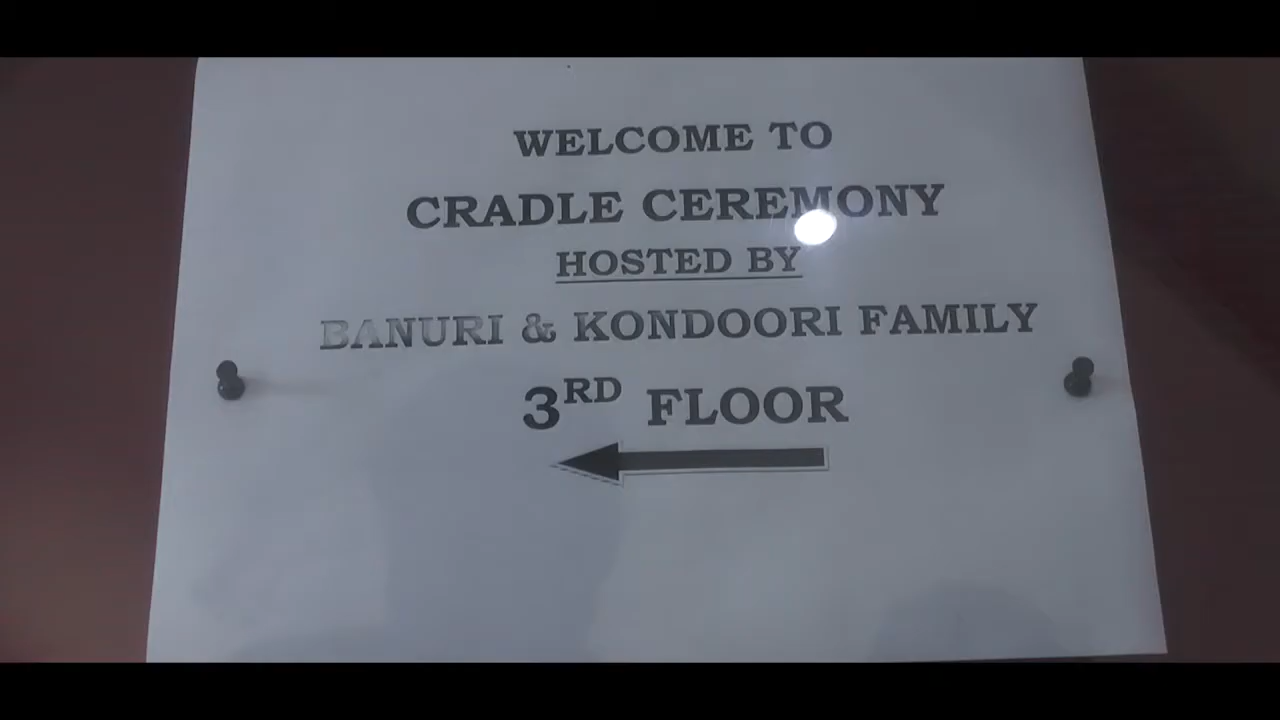 WELCOME TO
CRADLE CEREMONY
HOSTED BY
BANURI & KONDOORI FAMILY
3RD FLOOR